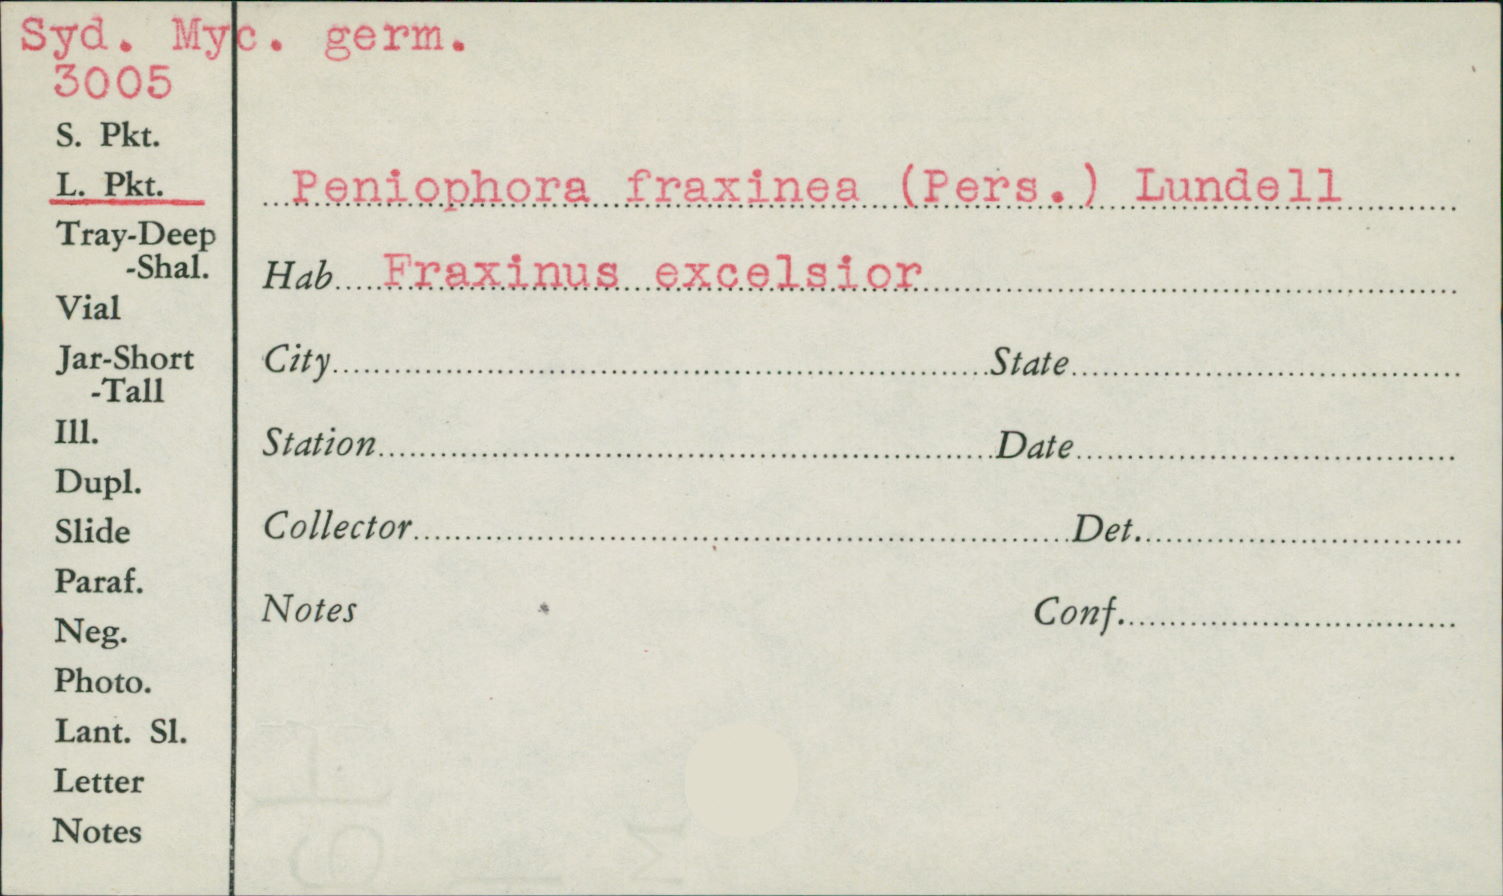 Syd. Myc. germ.
3005
S. Pkt.
L. Pkt.
Tray-Deep
-Shal.
Vial
Jar-Short
-Tall
Ill.
Dupl.
Slide
Paraf.
Neg.
Photo.
Lant. Sl.
Letter
Notes
Peniophora fraxinea (Pers.) Lundell
Hab. Fraxinus excelsior
City State
Station Date
Collector Det.
Notes Conf.